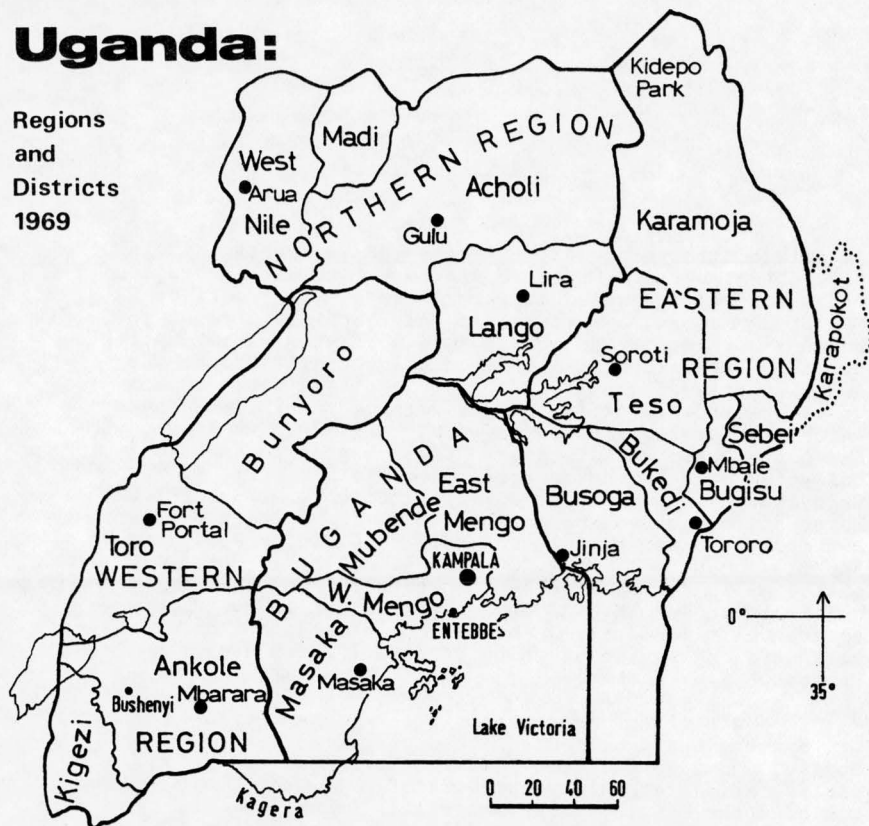 Uganda:
Regions
and
Districts
1969
Kidepo
Park
Madi
West
Nile
Arua
NORTHERN REGION
Acholi
Gulu
Karamoja
Lira
Lango
EASTERN
REGION
Karapokot
Soroti
Teso
Bunyoro
Sebei
Mbale
Bugisu
Bukedi
Tororo
BUGANDA
East
Mengo
Mubende
Busoga
Jinja
Fort
Portal
Toro
WESTERN
KAMPALA
W. Mengo
ENTEBBE
0°
35°
Masaka
Masaka
Ankole
Bushenyi
Mbarara
REGION
Kigezi
Lake Victoria
Kagera
0 20 40 60